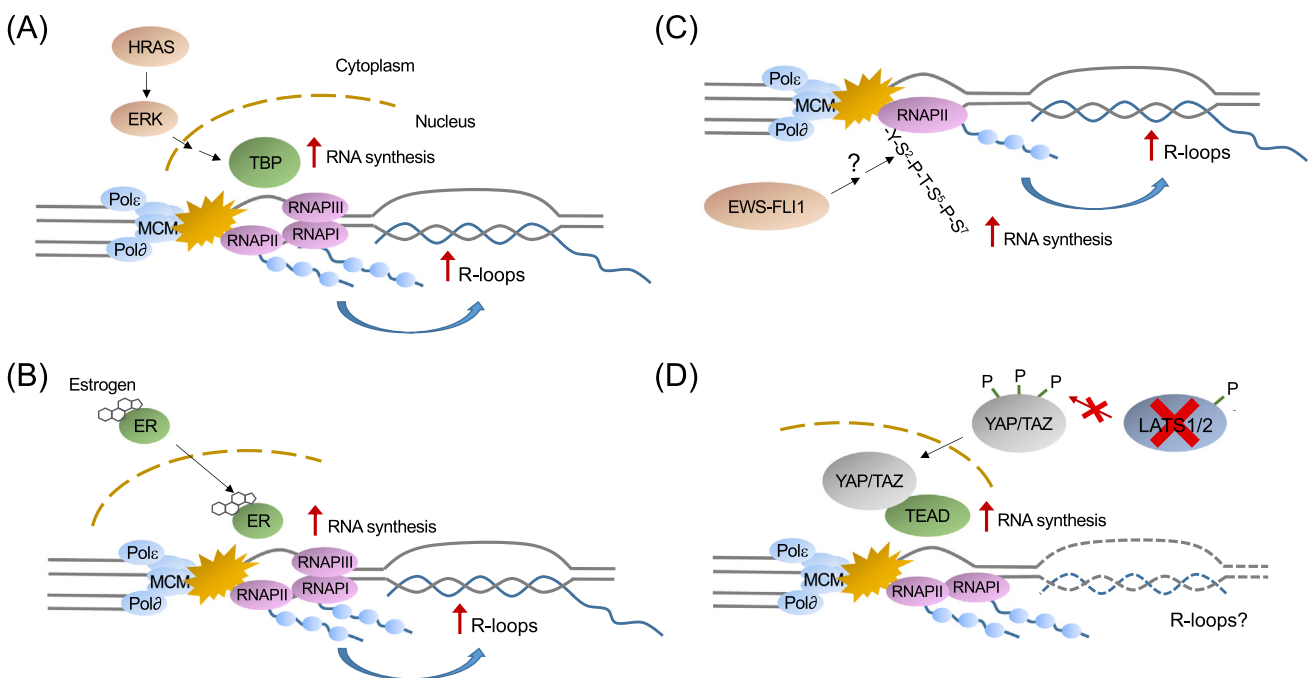 (A)
HRAS
Cytoplasm
ERK
Nucleus
TBP
RNA synthesis
Polε
MCM
Pol∂
RNAPIII
RNAPII
RNAPI
R-loops
(B)
Estrogen
ER
ER
RNA synthesis
Polε
MCM
Pol∂
RNAPIII
RNAPII
RNAPI
R-loops
(C)
Polε
MCM
Pol∂
RNAPII
R-loops
?
-Y-S²-P-T-S⁵-P-S⁷
EWS-FLI1
RNA synthesis
(D)
P
P
P
P
YAP/TAZ
LATS1/2
YAP/TAZ
TEAD
RNA synthesis
Polε
MCM
Pol∂
RNAPII
RNAPI
R-loops?